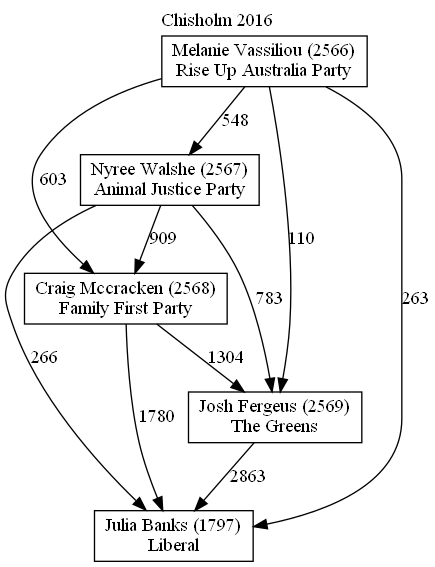 Chisholm 2016
Melanie Vassiliou (2566)
Rise Up Australia Party
548
Nyree Walshe (2567)
Animal Justice Party
603
909
783
110
263
Craig Mccracken (2568)
Family First Party
266
1780
1304
Josh Fergeus (2569)
The Greens
2863
Julia Banks (1797)
Liberal